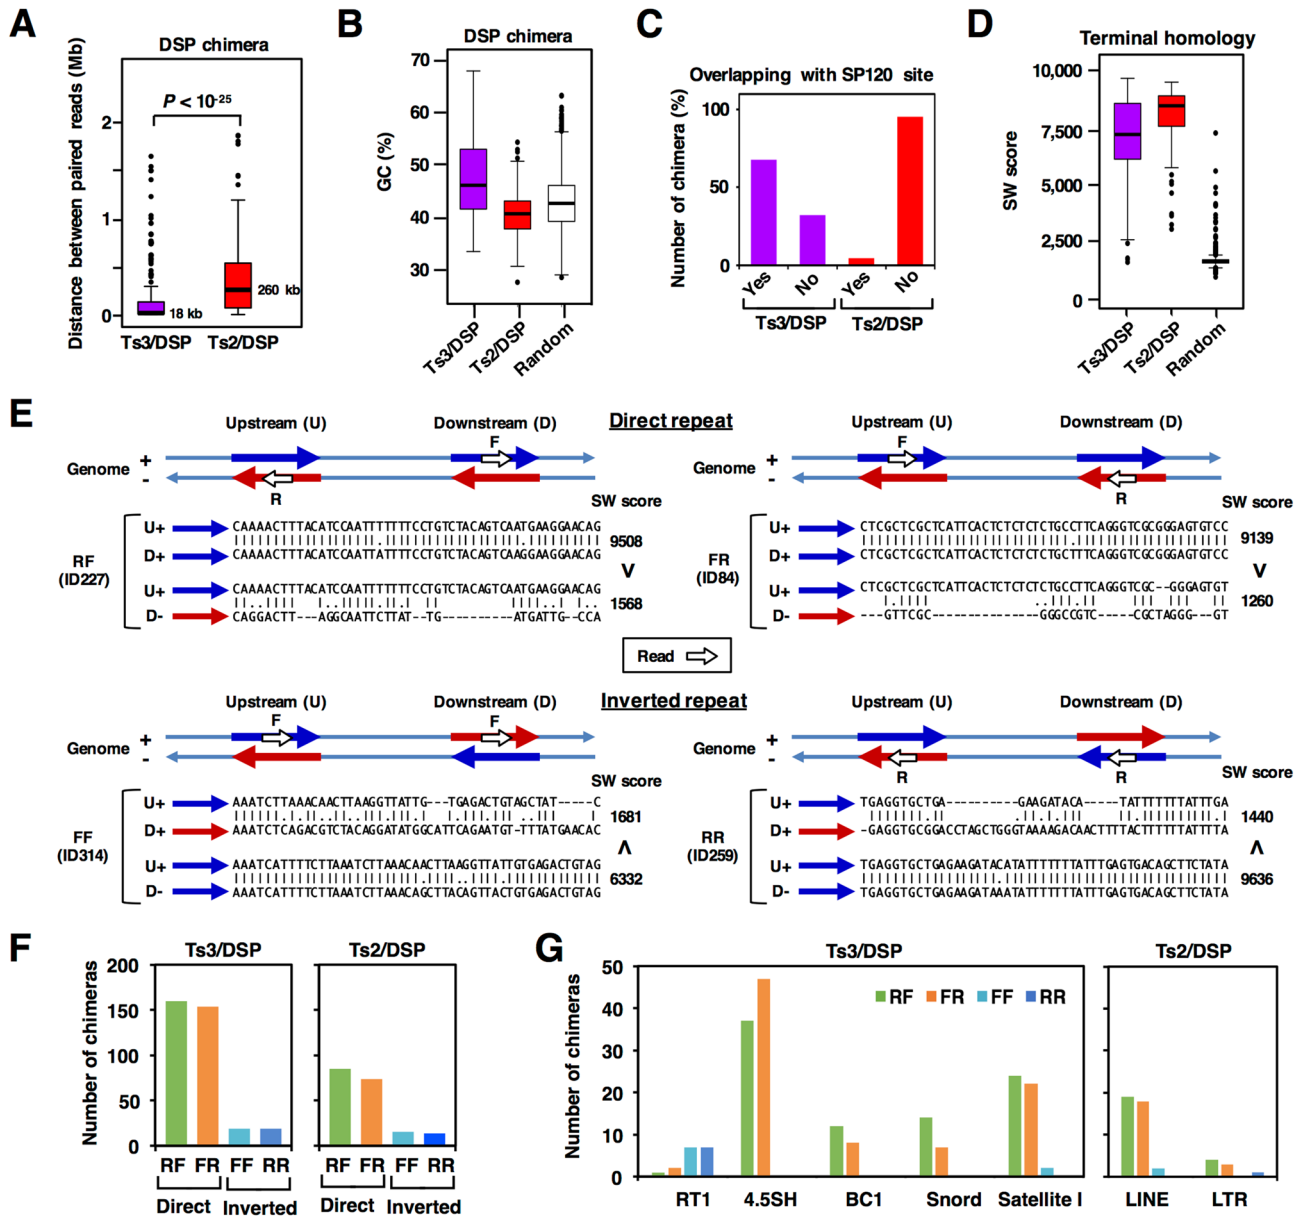 A
DSP chimera
Distance between paired reads (Mb)
P < 10-25
2
1
0
18 kb
260 kb
Ts3/DSP
Ts2/DSP
B
DSP chimera
GC (%)
70
60
50
40
30
Ts3/DSP
Ts2/DSP
Random
C
Overlapping with SP120 site
Number of chimera (%)
100
50
0
Yes
No
Yes
No
Ts3/DSP
Ts2/DSP
D
Terminal homology
SW score
10,000
7,500
5,000
2,500
0
Ts3/DSP
Ts2/DSP
Random
E
Direct repeat
Upstream (U)
Downstream (D)
F
Genome
+
-
R
SW score
RF
(ID227)
U+ CAAAACTTTACATCCAATTTTTTTCCTGTCTACAGTCAATGAAGGAACAG
D+ CAAAACTTTACATCCAATTATTTTCCTGTCTACAGTCAAGGAAGGAACAG
9508
V
U+ CAAAACTTTACATCCAATTTTTTTCCTGTCTACAGTCAATGAAGGAACAG
D- CAGGACTT---AGGCAATTCTTAT--TG----------ATGATTG--CCA
1568
Upstream (U)
Downstream (D)
F
Genome
+
-
R
SW score
FR
(ID84)
U+ CTCGCTCGCTCATTCACTCTCTCTCTGCCTTCAGGGTCGCGGGAGTGTCC
D+ CTCGCTCGCTCATTCACTCTCTCTCTGCTTTCAGGGTCGCGGGAGTGTCC
9139
V
U+ CTCGCTCGCTCATTCACTCTCTCTCTGCCTTCAGGGTCGC--GGGAGTGT
D- ---GTTCGC---------------GGGCCGTC-----CGCTAGGG---GT
1260
Read
Inverted repeat
Upstream (U)
Downstream (D)
F
F
Genome
+
-
SW score
FF
(ID314)
U+ AAATCTTAAACAACTTAAGGTTATTG---TGAGACTGTAGCTAT-----C
D+ AAATCTCAGACGTCTACAGGATATGGCATTCAGAATGT-TTTATGAACAC
1681
Λ
U+ AAATCATTTTCTTAAATCTTAAACAACTTAAGGTTATTGTGAGACTGTAG
D- AAATCATTTTCTTAAATCTTAAACAGCTTACAGTTACTGTGAGACTGTAG
6332
Upstream (U)
Downstream (D)
Genome
+
-
R
R
SW score
RR
(ID259)
U+ TGAGGTGCTGA----------GAAGATACA-----TATTTTTTTATTTGA
D+ -GAGGTGCGGACCTAGCTGGGTAAAAGACAACTTTTACTTTTTTATTTTA
1440
Λ
U+ TGAGGTGCTGAGAAGATACATATTTTTTTATTTGAGTGACAGCTTCTATA
D- TGAGGTGCTGAGAAGATAAATATTTTTTTATTTGAGTGACAGCTTCTATA
9636
F
Ts3/DSP
Ts2/DSP
Number of chimeras
200
150
100
50
0
RF FR FF RR
Direct Inverted
RF FR FF RR
Direct Inverted
G
Ts3/DSP
Ts2/DSP
Number of chimeras
50
40
30
20
10
0
RF FR FF RR
RT1 4.5SH BC1 Snord Satellite I
LINE LTR